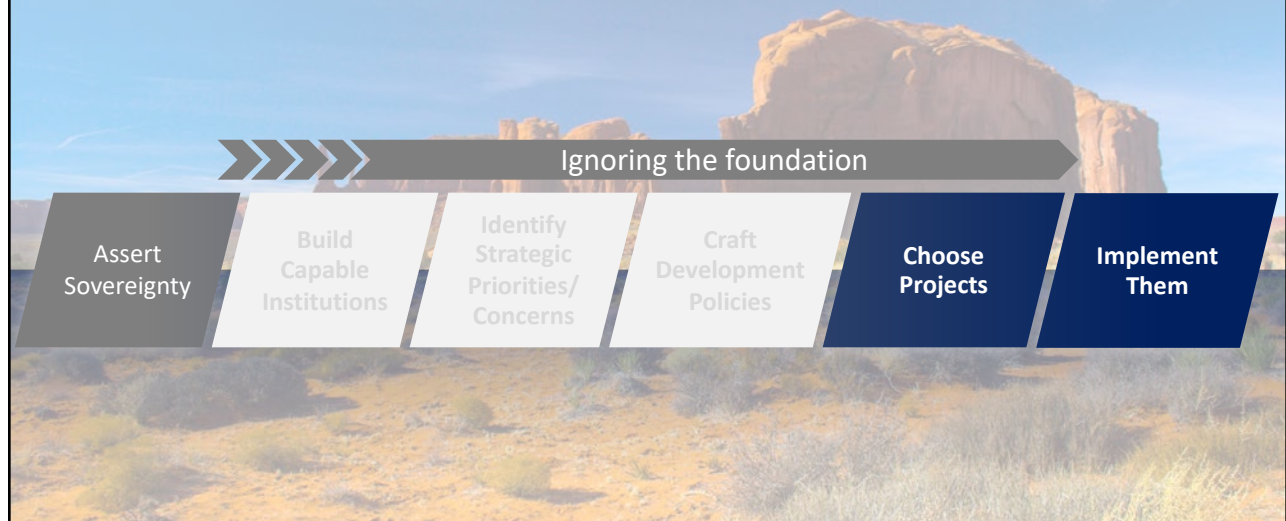 Ignoring the foundation
Assert
Sovereignty
Build
Capable
Institutions
Identify
Strategic
Priorities/
Concerns
Craft
Development
Policies
Choose
Projects
Implement
Them